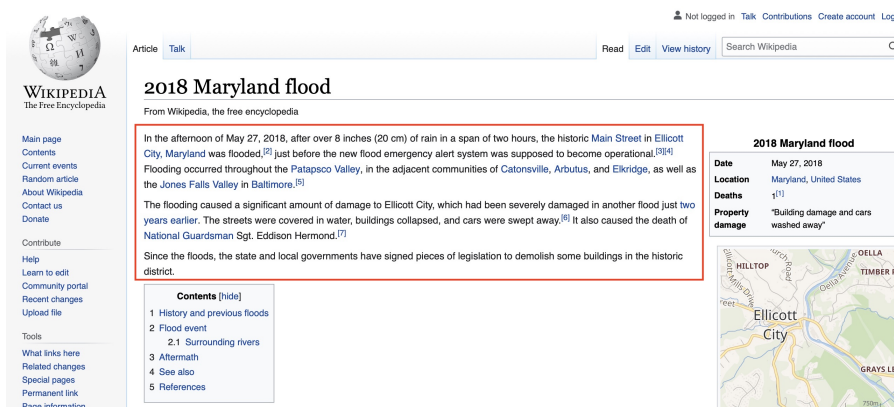 Not logged in Talk Contributions Create account
Article Talk
Read Edit View history Search Wikipedia
WIKIPEDIA
The Free Encyclopedia
2018 Maryland flood
From Wikipedia, the free encyclopedia
Main page
Contents
Current events
Random article
About Wikipedia
Contact us
Donate
Contribute
Help
Learn to edit
Community portal
Recent changes
Upload file
Tools
What links here
Related changes
Special pages
Permanent link
Page information
In the afternoon of May 27, 2018, after over 8 inches (20 cm) of rain in a span of two hours, the historic Main Street in Ellicott
City, Maryland was flooded,[2] just before the new flood emergency alert system was supposed to become operational.[3][4]
Flooding occurred throughout the Patapsco Valley, in the adjacent communities of Catonsville, Arbutus, and Elkridge, as well as
the Jones Falls Valley in Baltimore.[5]
The flooding caused a significant amount of damage to Ellicott City, which had been severely damaged in another flood just two
years earlier. The streets were covered in water, buildings collapsed, and cars were swept away.[6] It also caused the death of
National Guardsman Sgt. Eddison Hermond.[7]
Since the floods, the state and local governments have signed pieces of legislation to demolish some buildings in the historic
district.
Contents [hide]
1 History and previous floods
2 Flood event
2.1 Surrounding rivers
3 Aftermath
4 See also
5 References
2018 Maryland flood
Date May 27, 2018
Location Maryland, United States
Deaths 1[1]
Property damage "Building damage and cars
washed away"
HILLTOP
OELLA
Oella Avenue
Ellicott
City
750m